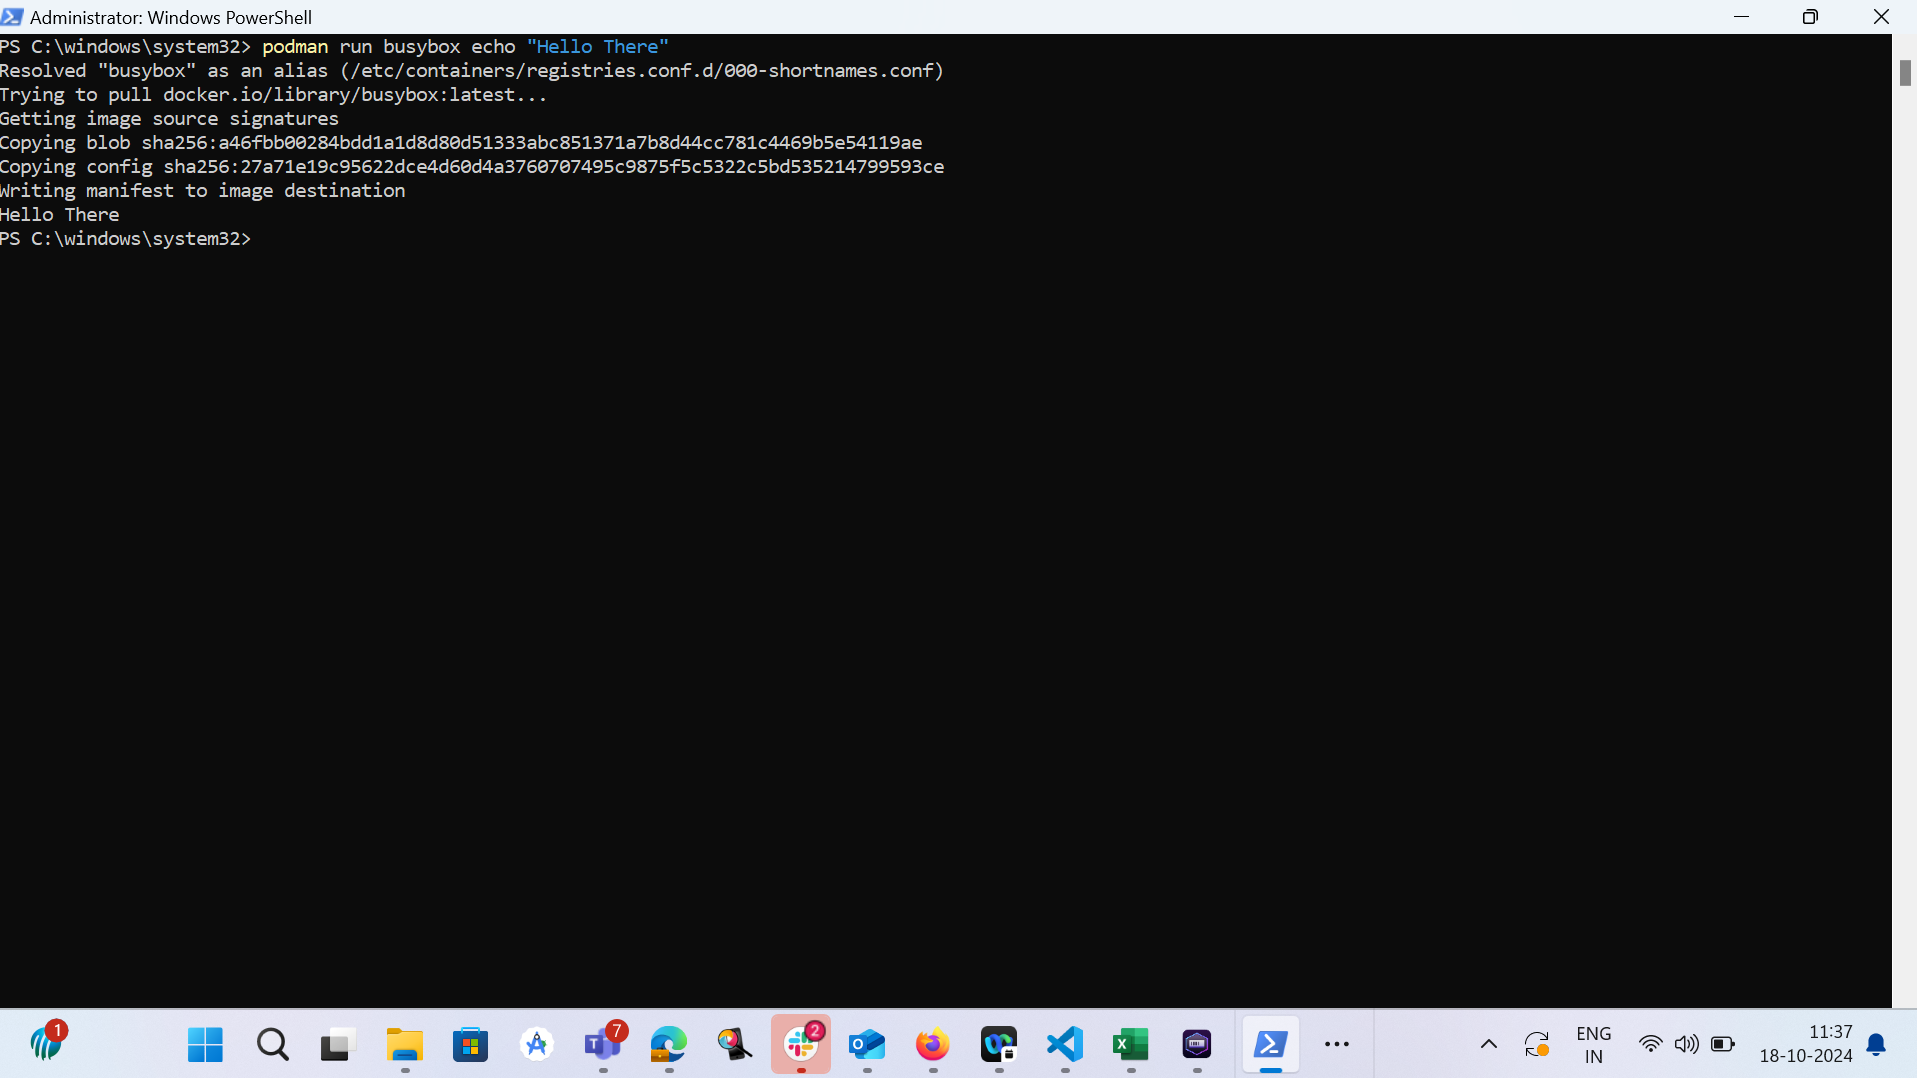 Administrator: Windows PowerShell
PS C:\windows\system32> podman run busybox echo "Hello There"
Resolved "busybox" as an alias (/etc/containers/registries.conf.d/000-shortnames.conf)
Trying to pull docker.io/library/busybox:latest...
Getting image source signatures
Copying blob sha256:a46fbb00284bdd1a1d8d80d51333abc851371a7b8d44cc781c4469b5e54119ae
Copying config sha256:27a71e19c95622dce4d60d4a3760707495c9875f5c5322c5bd535214799593ce
Writing manifest to image destination
Hello There
PS C:\windows\system32>
1
7
2
ENG
IN
11:37
18-10-2024